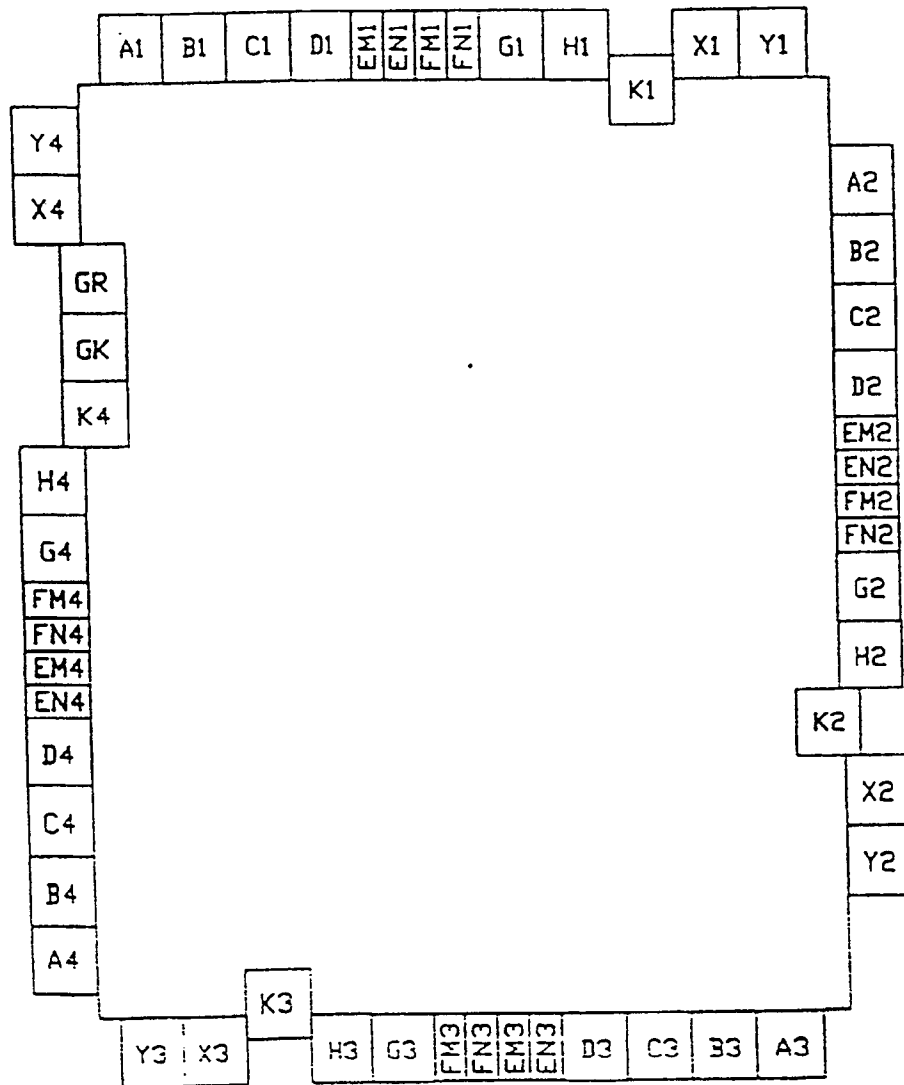 A1 B1 C1 D1 EM1 EN1 FM1 FN1 G1 H1 K1 X1 Y1
Y4
X4
GR
GK
K4
H4
G4
FM4
FN4
EM4
EN4
D4
C4
B4
A4
A2
B2
C2
D2
EM2
EN2
FM2
FN2
G2
H2
K2
X2
Y2
Y3 X3 K3 H3 G3 FM3 FN3 EM3 EN3 D3 C3 B3 A3